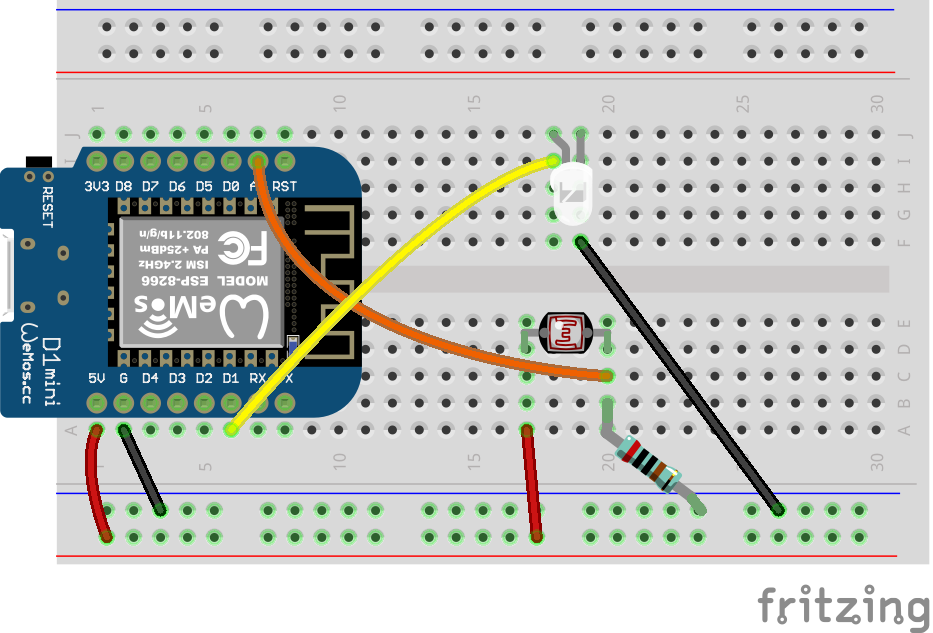 1 5 10 15 20 25 30
J J
I
H H
G G
F F
3V3 D8 D7 D6 D5 D0 A RST
RESET
802.11b/g/n
PA +25dBm
ISM 2.4GHz
MODEL ESP-8266
FC
WeMos
D1 mini
WeMos.cc
E E
D D
C C
B B
A A
5V G D4 D3 D2 D1 RX X
5 10 15 20 25 30
fritzing